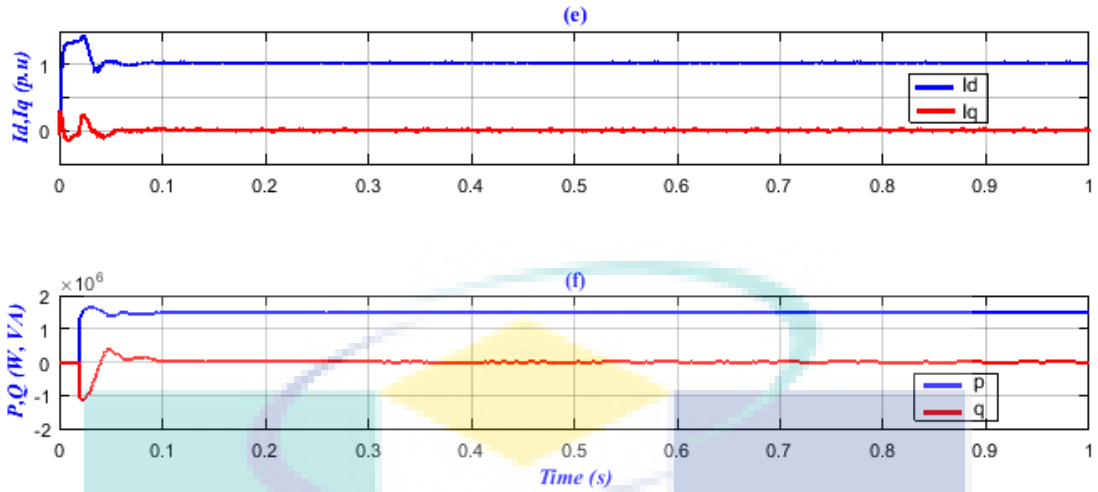 (e)
Id,Iq (p.u)
1
0
Id
Iq
0 0.1 0.2 0.3 0.4 0.5 0.6 0.7 0.8 0.9 1
(f)
×10⁶
P,Q (W, VA)
2
1
0
-1
-2
p
q
0 0.1 0.2 0.3 0.4 0.5 0.6 0.7 0.8 0.9 1
Time (s)